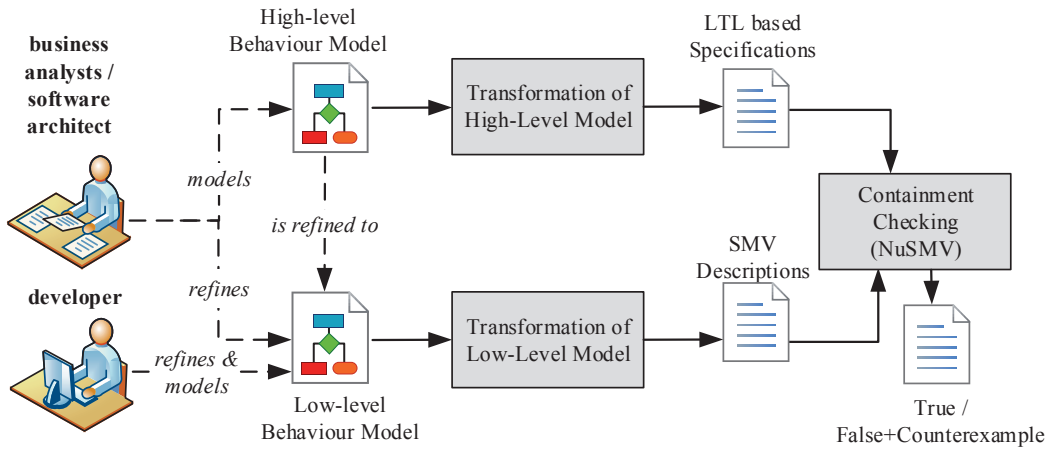 business
analysts /
software
architect
High-level
Behaviour Model
Transformation of
High-Level Model
LTL based
Specifications
models
is refined to
Containment
Checking
(NuSMV)
developer
refines
refines &
models
Low-level
Behaviour Model
Transformation of
Low-Level Model
SMV
Descriptions
True /
False+Counterexample